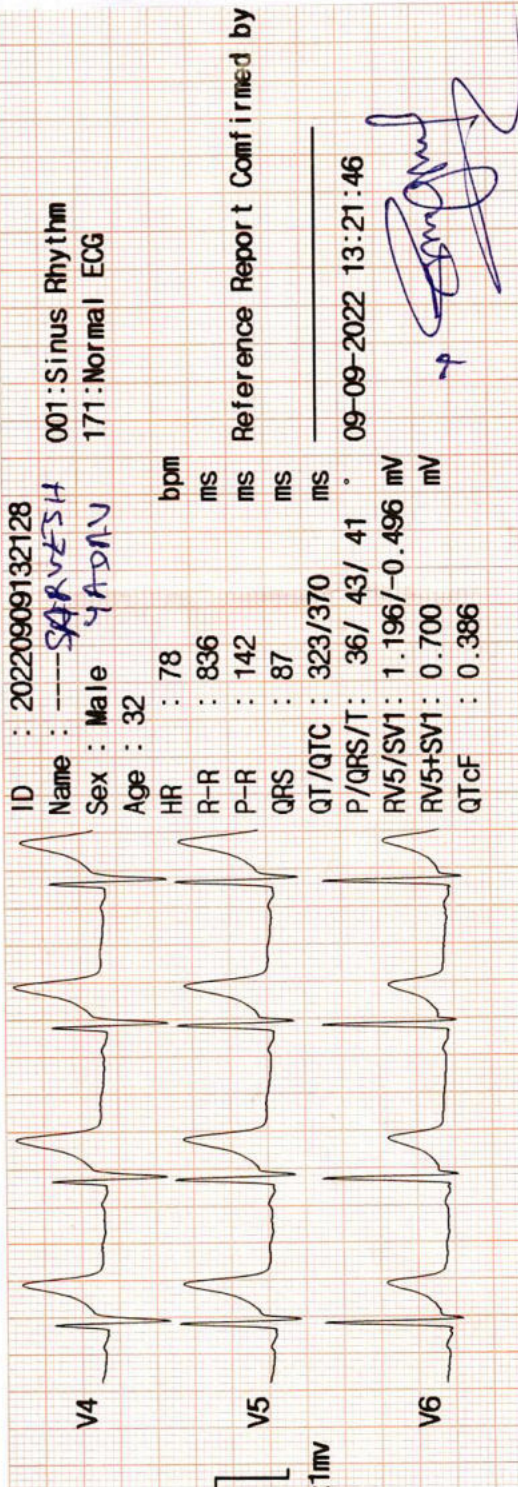 V4
V5
V6
1mv
ID : 20220909132128
Name : ---- SARVESH
YADAV
Sex : Male
Age : 32
HR : 78 bpm
R-R : 836 ms
P-R : 142 ms
QRS : 87 ms
QT/QTC : 323/370 ms
P/QRS/T : 36/ 43/ 41 °
RV5/SV1 : 1.196/-0.496 mV
RV5+SV1 : 0.700 mV
QTcF : 0.386
001:Sinus Rhythm
171:Normal ECG
Reference Report Comfirmed by
09-09-2022 13:21:46